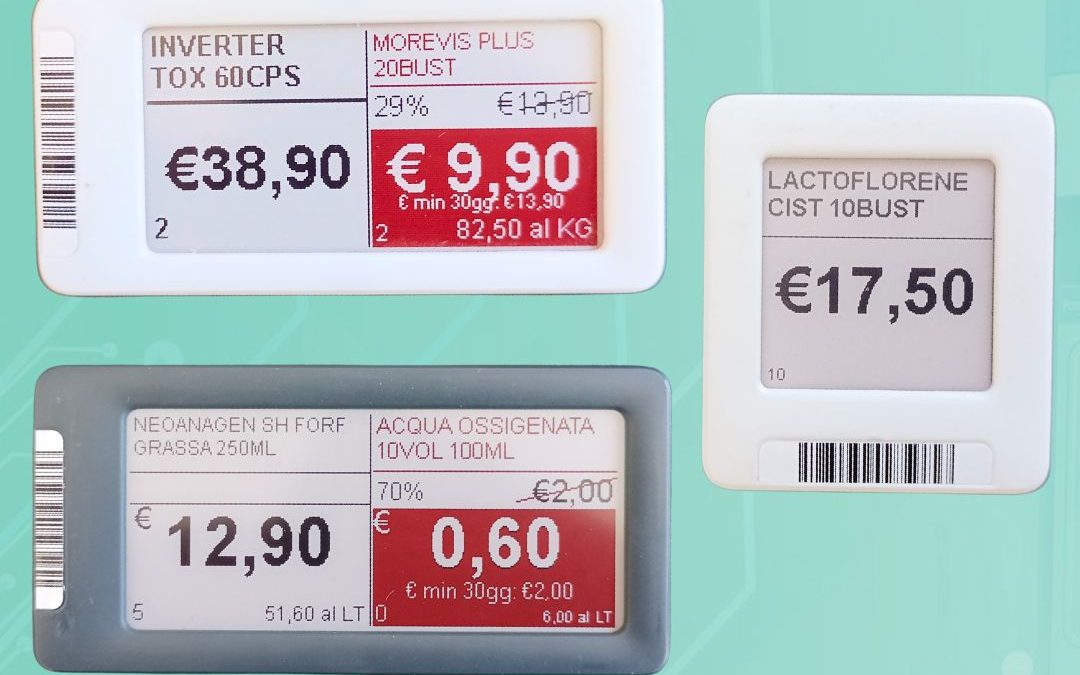 INVERTER
TOX 60CPS
€38,90
2
MOREVIS PLUS
20BUST
29% €13,90
€ 9,90
€ min 30gg: €13,90
2 82,50 al KG
LACTOFLORENE
CIST 10BUST
€17,50
10
NEOANAGEN SH FORF
GRASSA 250ML
€ 12,90
5 51,60 al LT
ACQUA OSSIGENATA
10VOL 100ML
70% €2,00
€ 0,60
€ min 30gg: €2,00
0 6,00 al LT